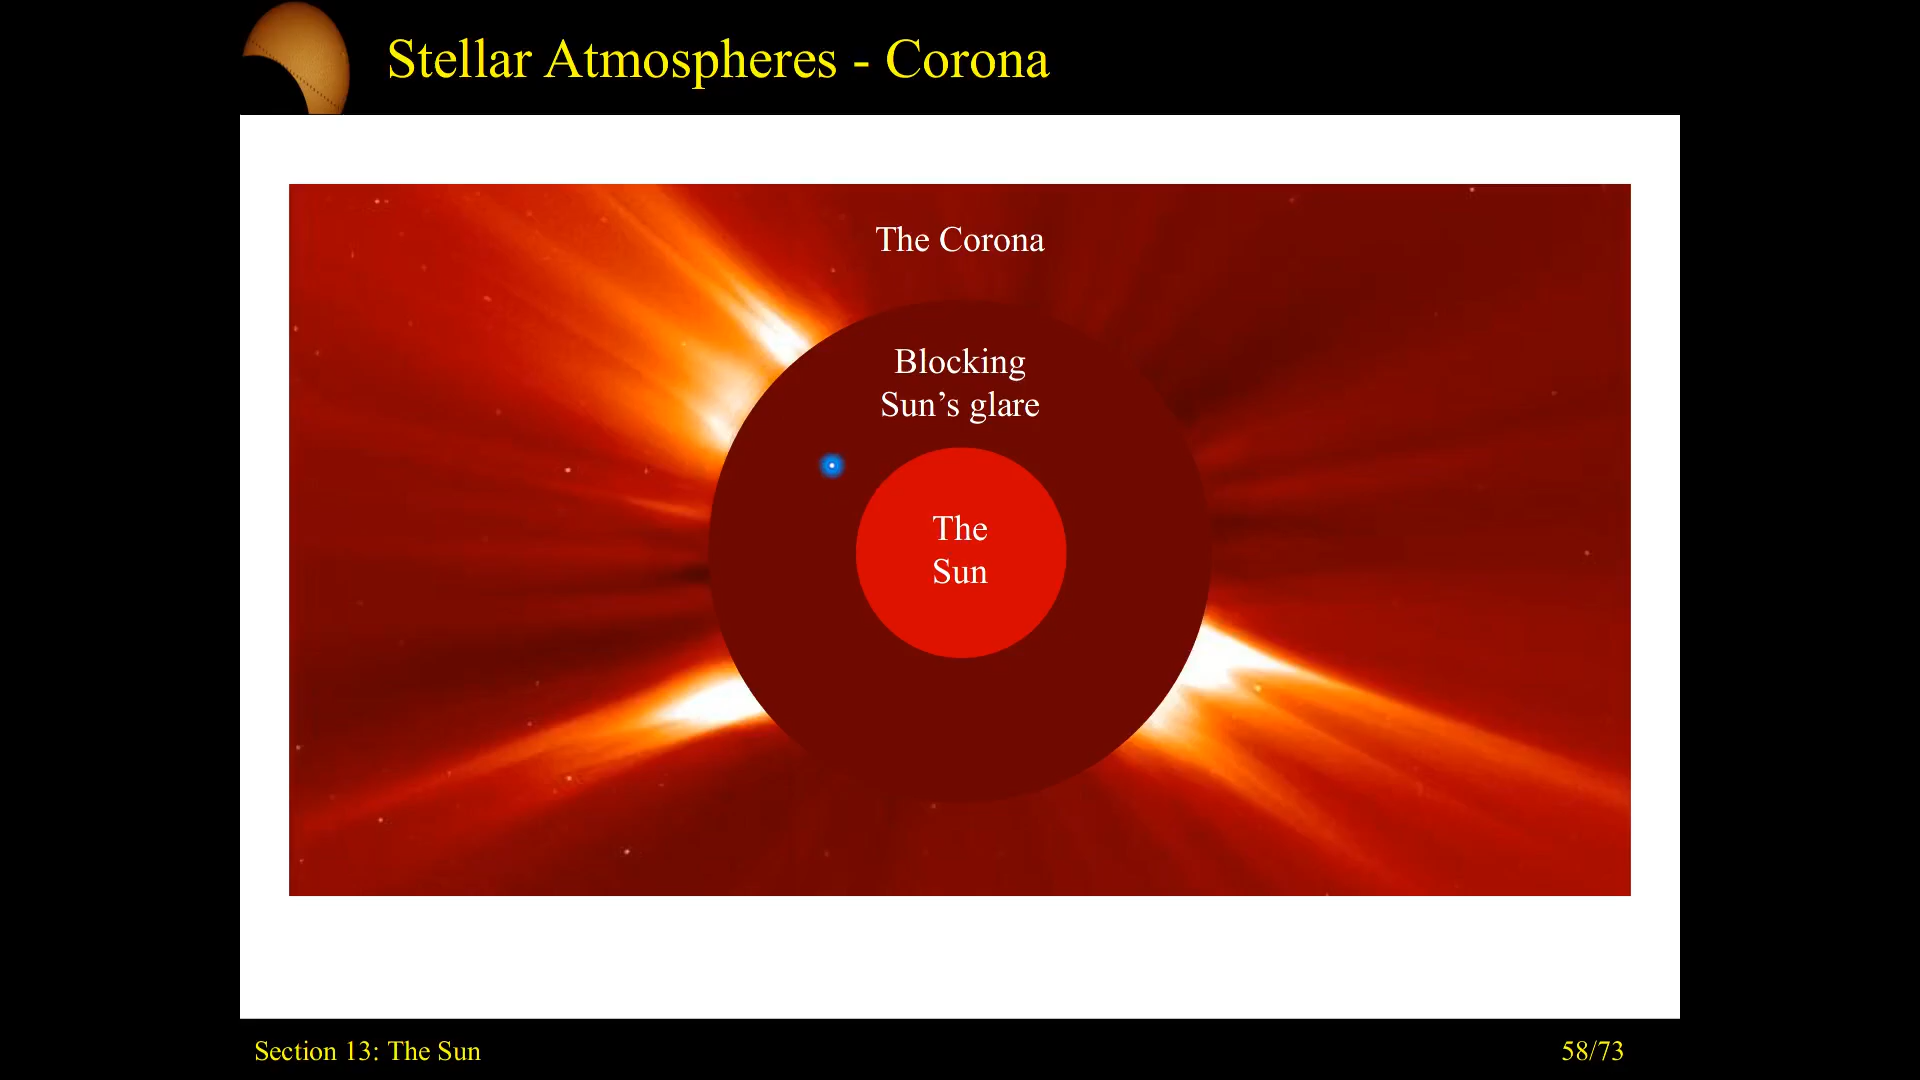 Stellar Atmospheres - Corona
The Corona
Blocking
Sun’s glare
The
Sun
Section 13: The Sun
58/73